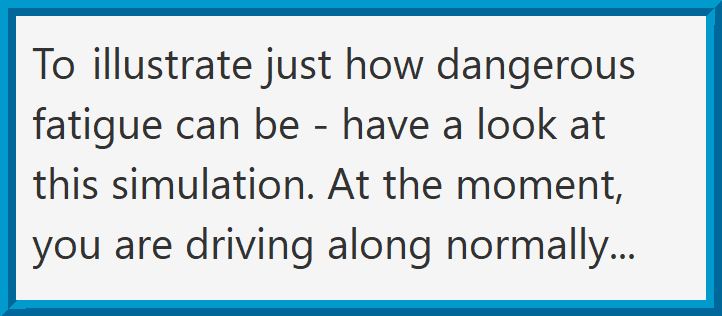 To illustrate just how dangerous
fatigue can be - have a look at
this simulation. At the moment,
you are driving along normally...